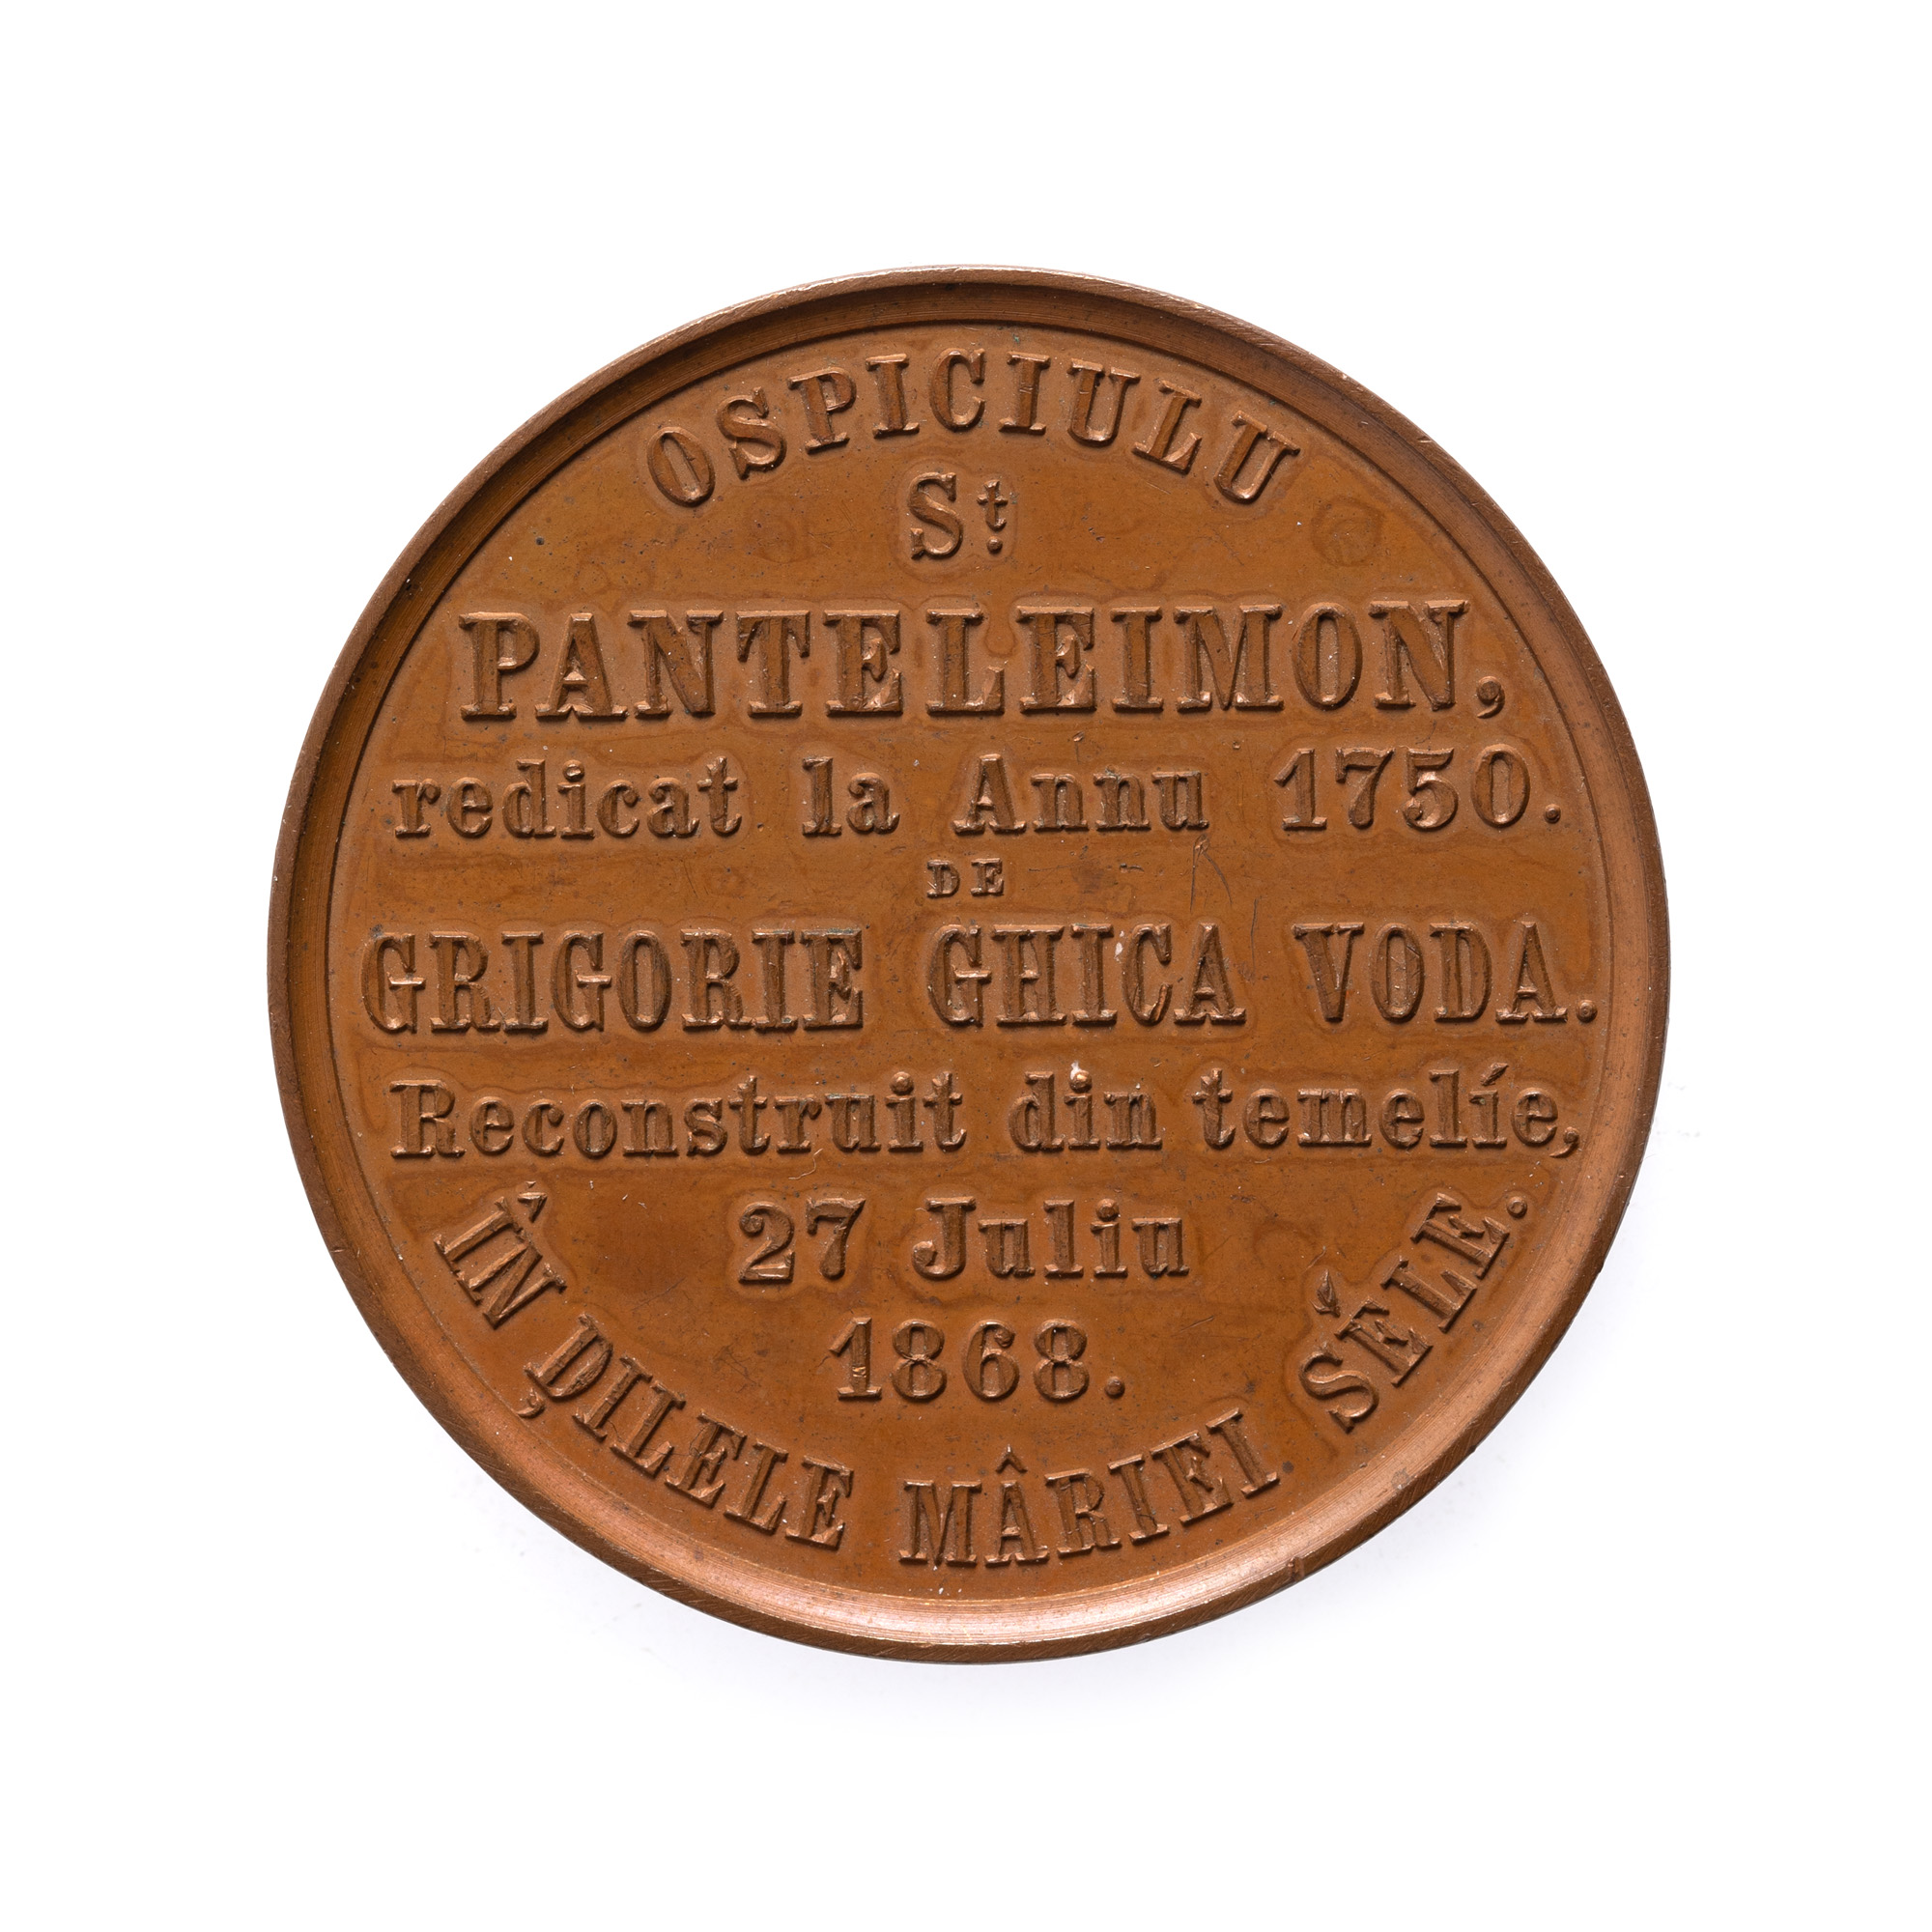 OSPICIULU
St.
PANTELEIMON,
redicat la Annu 1750.
DE
GRIGORIE GHICA VODA.
Reconstruit din temelíe,
27 Juliu
1868.
ÎN D̦ILELE MÂRIEI SÉLE.